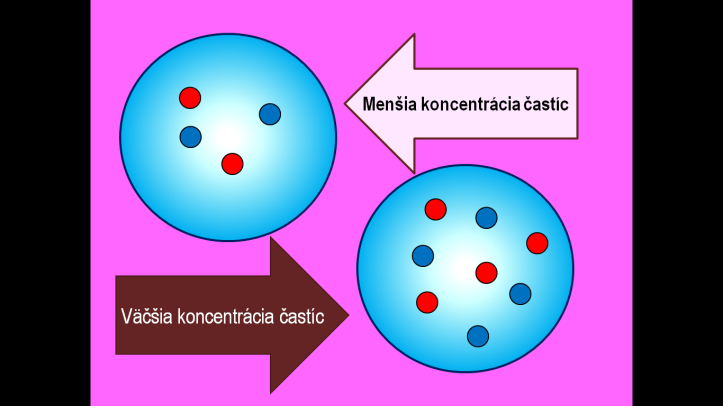 Menšia koncentrácia častíc
Väčšia koncentrácia častíc